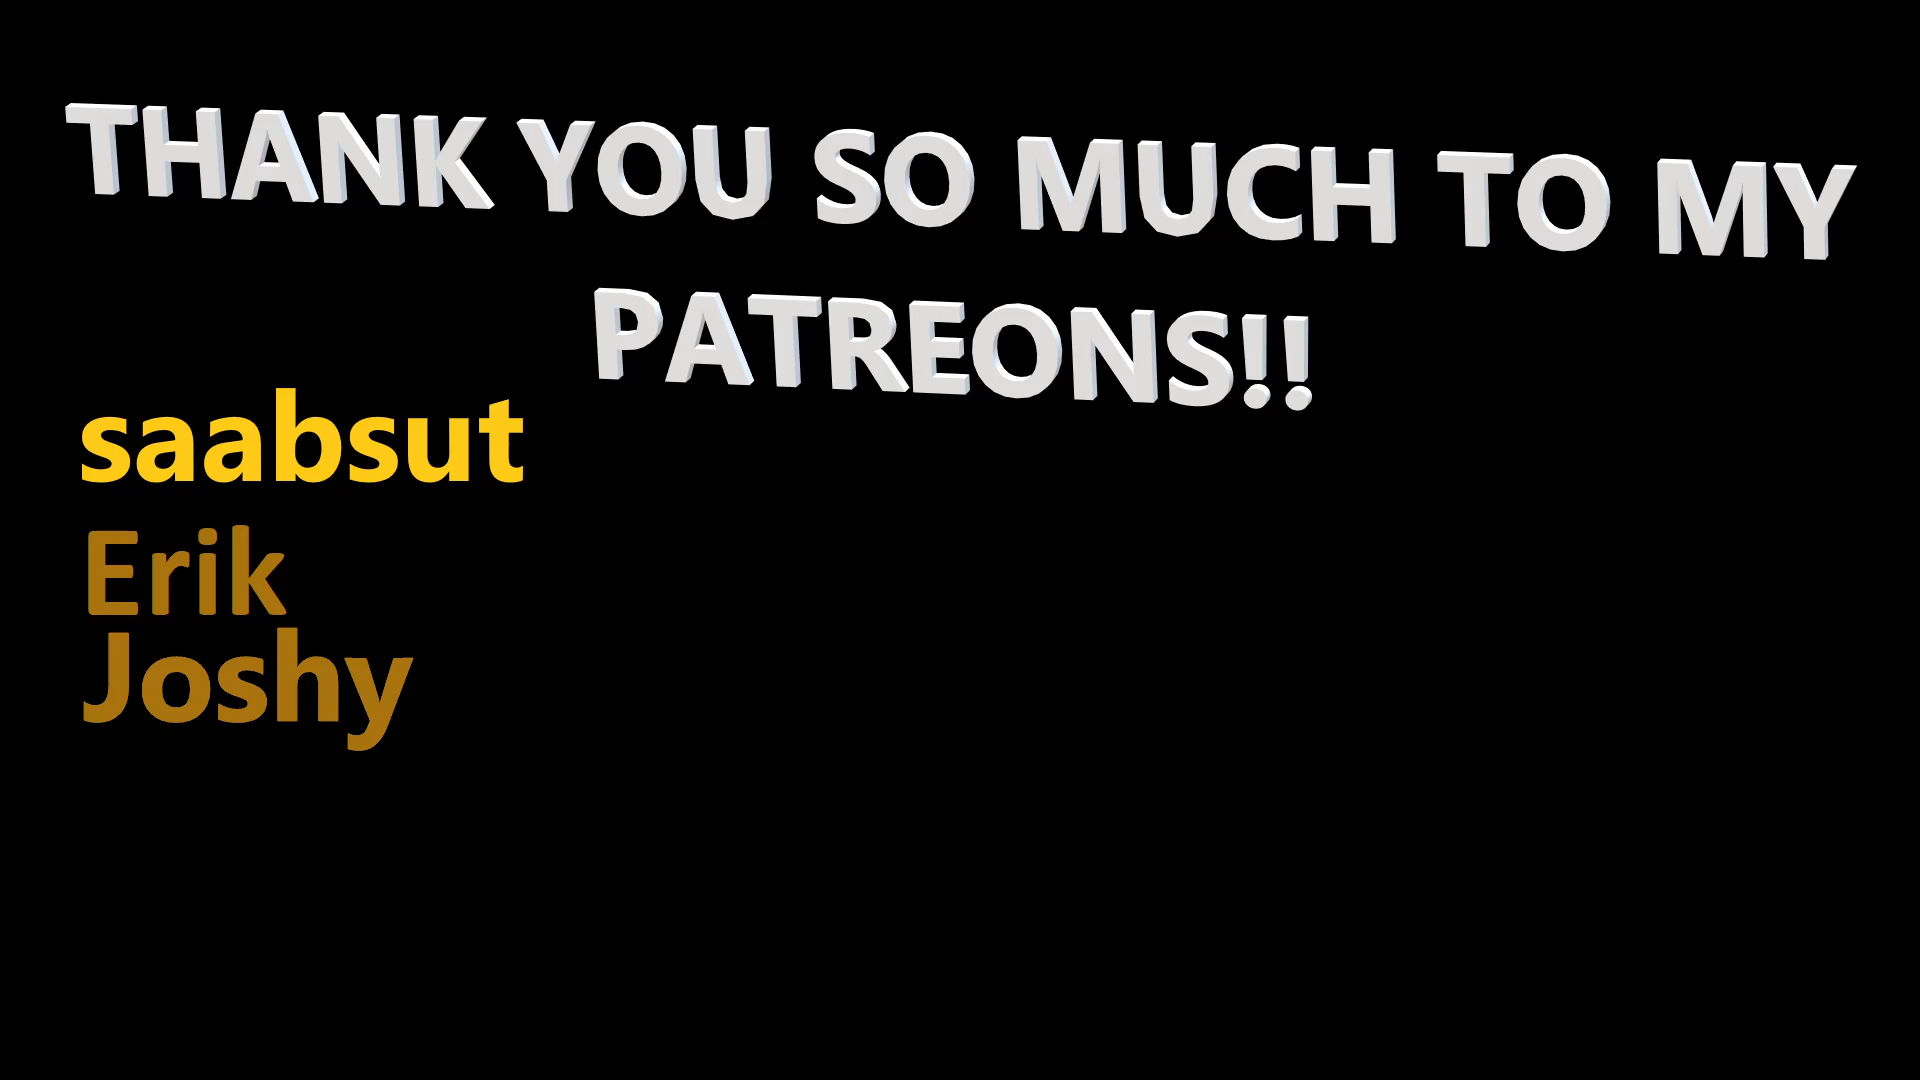 THANK YOU SO MUCH TO MY
PATREONS!!
saabsut
Erik
Joshy